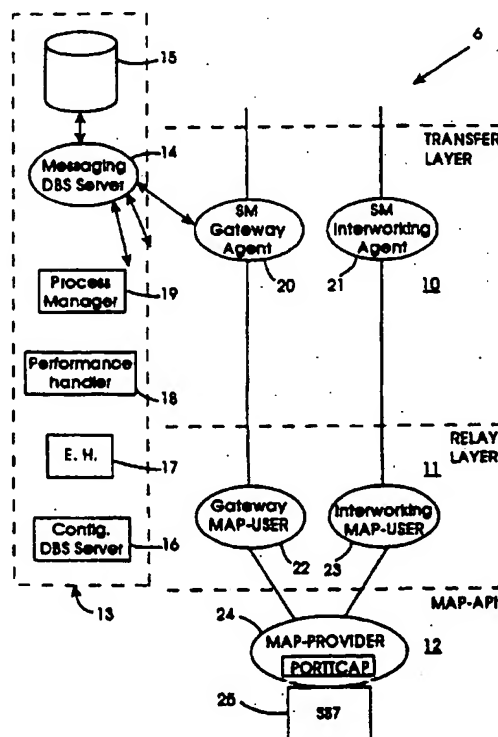 15
6
14
TRANSFER
LAYER
Messaging
DBS Server
SM
Gateway
Agent
20
SM
Interworking
Agent
21
10
Process
Manager
19
Performance
handler
18
RELAY
LAYER
11
E. H.
17
Gateway
MAP-USER
22
Interworking
MAP-USER
23
Config.
DBS Server
16
13
MAP-API
24
MAP-PROVIDER
12
PORTTCAP
25
SS7